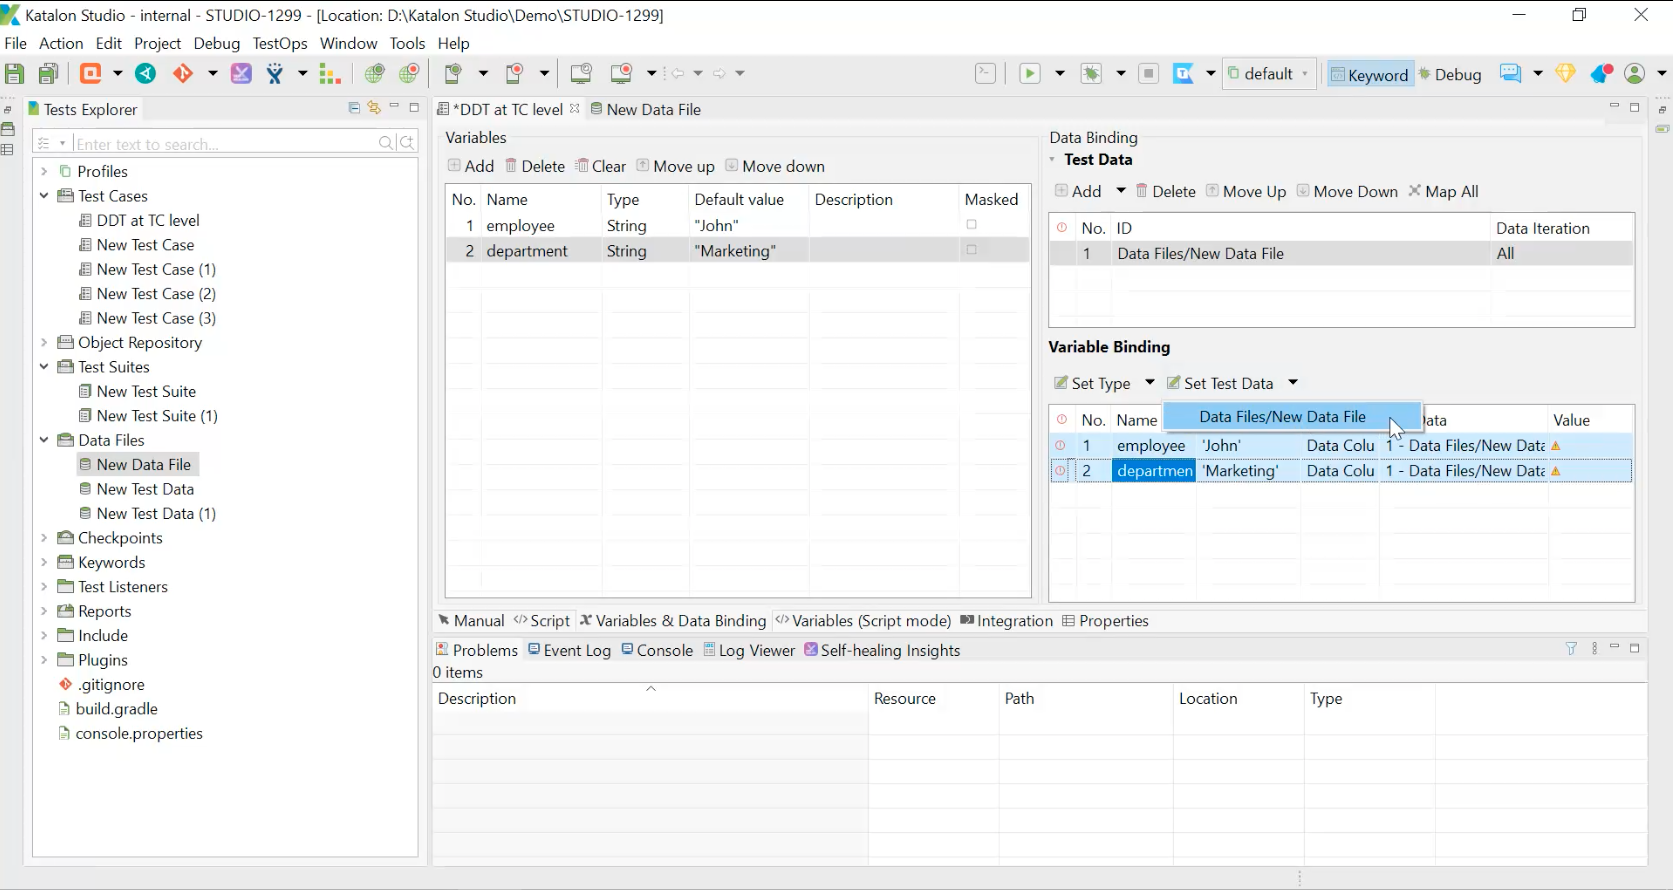 Katalon Studio - internal - STUDIO-1299 - [Location: D:\Katalon Studio\Demo\STUDIO-1299]
File Action Edit Project Debug TestOps Window Tools Help
default Keyword Debug
Tests Explorer
Enter text to search...
Profiles
Test Cases
DDT at TC level
New Test Case
New Test Case (1)
New Test Case (2)
New Test Case (3)
Object Repository
Test Suites
New Test Suite
New Test Suite (1)
Data Files
New Data File
New Test Data
New Test Data (1)
Checkpoints
Keywords
Test Listeners
Reports
Include
Plugins
.gitignore
build.gradle
console.properties
*DDT at TC level New Data File
Variables
Add Delete Clear Move up Move down
No. Name Type Default value Description Masked
1 employee String "John"
2 department String "Marketing"
Data Binding
Test Data
Add Delete Move Up Move Down Map All
No. ID Data Iteration
1 Data Files/New Data File All
Variable Binding
Set Type Set Test Data
Data Files/New Data File
No. Name Data Value
1 employee 'John' Data Colu 1 - Data Files/New Data
2 departmen 'Marketing' Data Colu 1 - Data Files/New Data
Manual Script Variables & Data Binding Variables (Script mode) Integration Properties
Problems Event Log Console Log Viewer Self-healing Insights
0 items
Description Resource Path Location Type